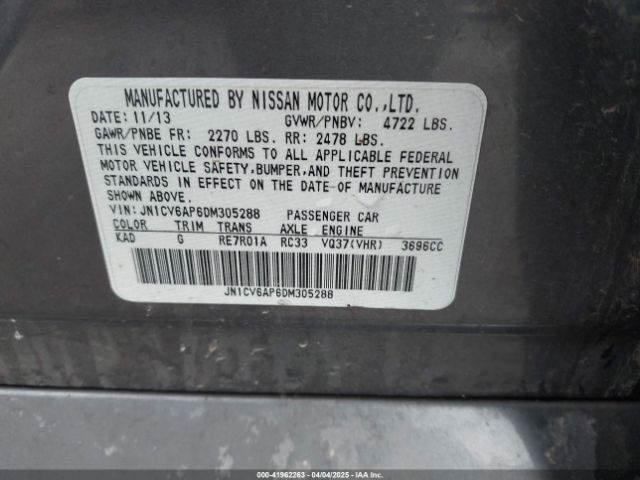 MANUFACTURED BY NISSAN MOTOR CO.,LTD.
DATE: 11/13 GVWR/PNBV: 4722 LBS.
GAWR/PNBE FR: 2270 LBS. RR: 2478 LBS.
THIS VEHICLE CONFORMS TO ALL APPLICABLE FEDERAL
MOTOR VEHICLE SAFETY,BUMPER,AND THEFT PREVENTION
STANDARDS IN EFFECT ON THE DATE OF MANUFACTURE
SHOWN ABOVE.
VIN:JN1CV6AP6DM305288 PASSENGER CAR
COLOR TRIM TRANS AXLE ENGINE
KAD G RE7R01A RC33 VQ37(VHR) 3696CC
JN1CV6AP6DM305288
000-41962263 - 04/04/2025 - IAA Inc.